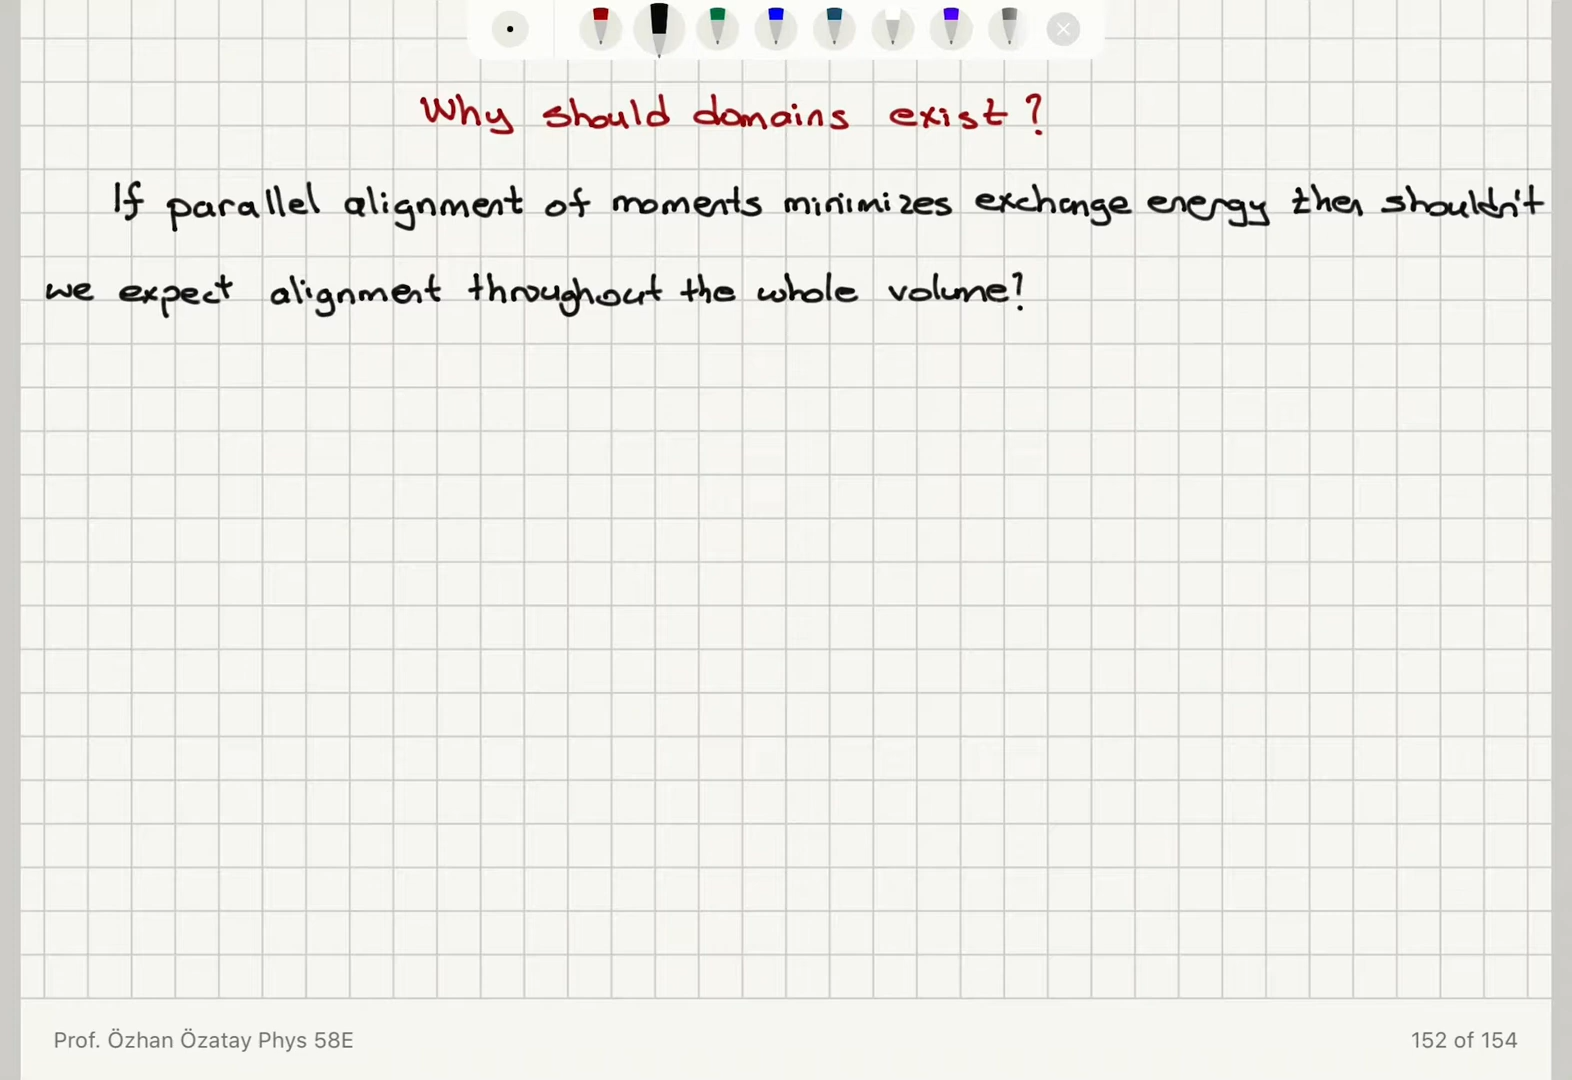 Why should domains exist?
If parallel alignment of moments minimizes exchange energy then shouldn't
we expect alignment throughout the whole volume?
Prof. Özhan Özatay Phys 58E
152 of 154